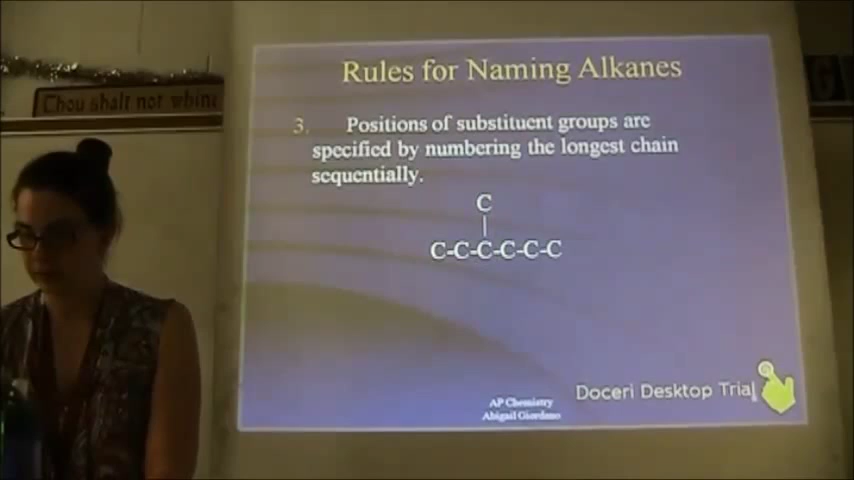 Chou shalt not whine
Rules for Naming Alkanes
3. Positions of substituent groups are
specified by numbering the longest chain
sequentially.
C
|
C-C-C-C-C-C
Doceri Desktop Trial
AP Chemistry
Abigail Giordano
G